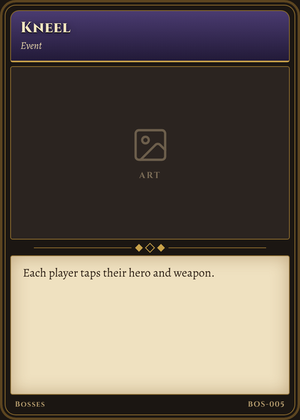 Kneel
Event
ART
Each player taps their hero and weapon.
Bosses
BOS-005